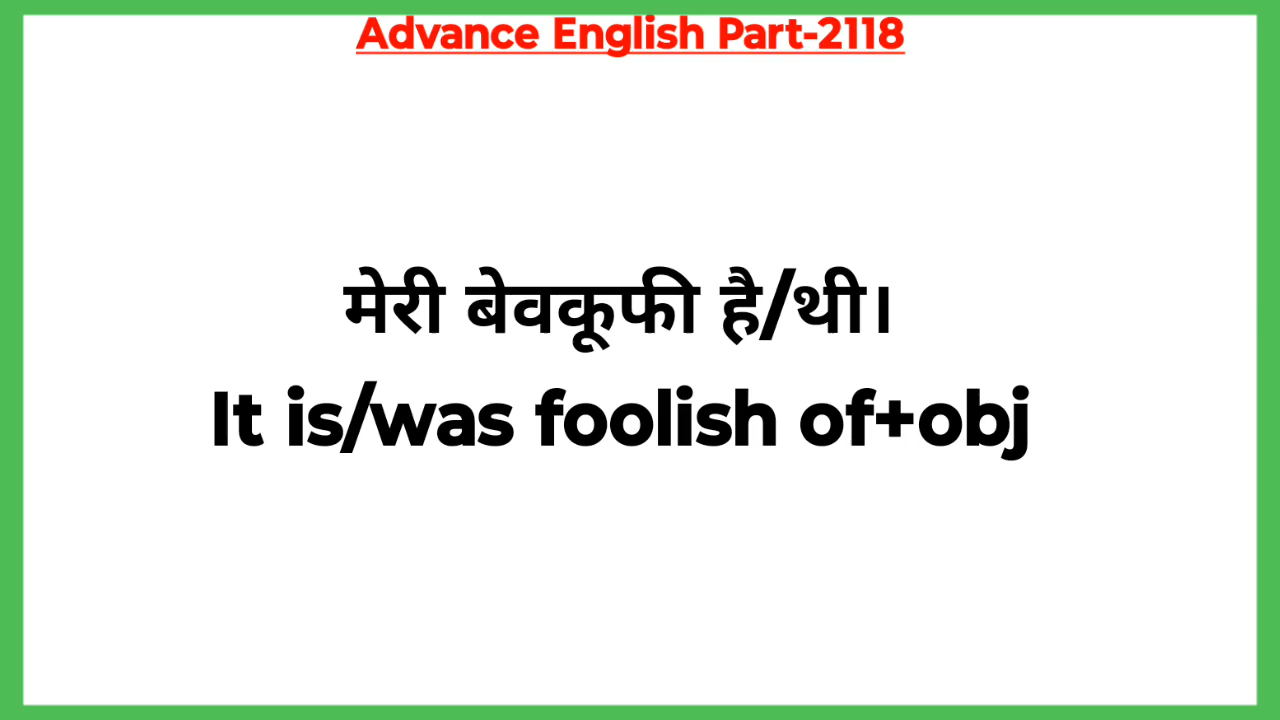 Advance English Part-2118
मेरी बेवकूफी है/थी।
It is/was foolish of+obj